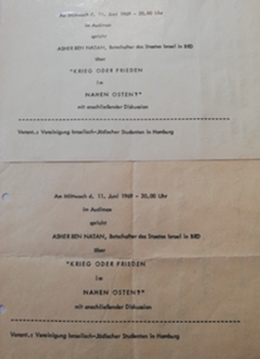 Am Mittwoch d. 11. Juni 1969 - 20,00 Uhr
im Audimax
spricht
ASHER BEN NATAN, Botschafter des Staates Israel in BRD
über
"KRIEG ODER FRIEDEN
im
NAHEN OSTEN?"
mit anschließender Diskussion
Verant.: Vereinigung Israelisch-Jüdischer Studenten in Hamburg
Am Mittwoch d. 11. Juni 1969 - 20,00 Uhr
im Audimax
spricht
ASHER BEN NATAN, Botschafter des Staates Israel in BRD
über
"KRIEG ODER FRIEDEN
im
NAHEN OSTEN?"
mit anschließender Diskussion
Verant.: Vereinigung Israelisch-Jüdischer Studenten in Hamburg